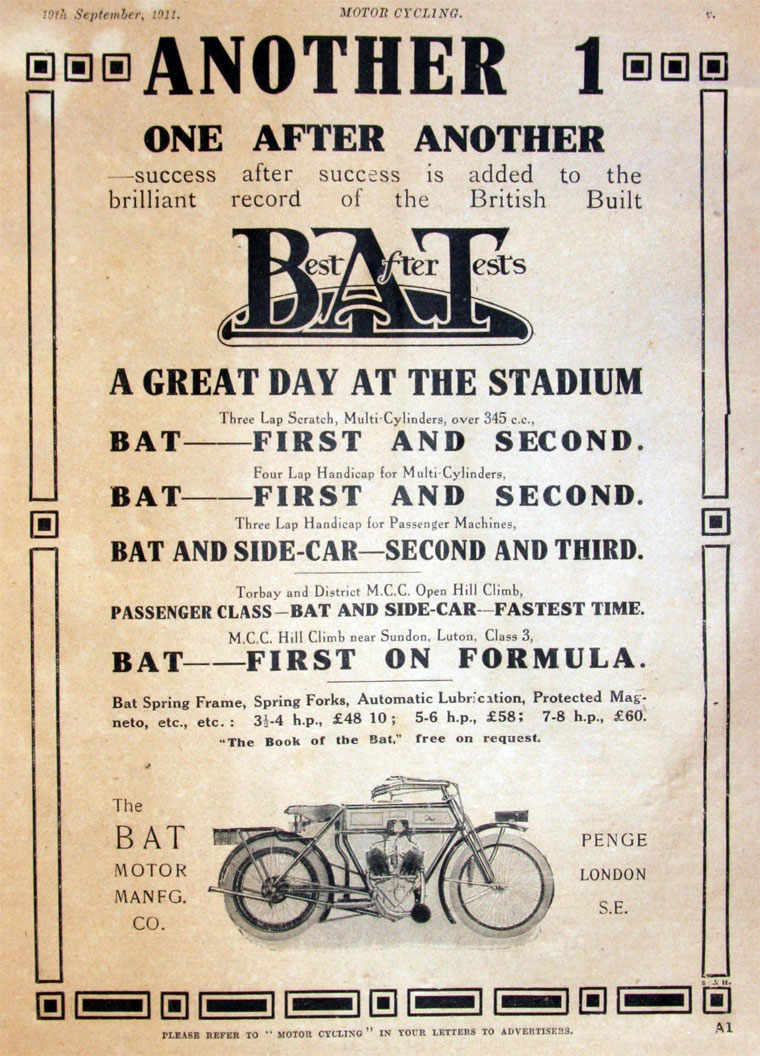 19th September, 1911. MOTOR CYCLING. v.
ANOTHER 1
ONE AFTER ANOTHER
—success after success is added to the
brilliant record of the British Built
Best After Tests
A GREAT DAY AT THE STADIUM
Three Lap Scratch, Multi-Cylinders, over 345 c.c.,
BAT——FIRST AND SECOND.
Four Lap Handicap for Multi-Cylinders,
BAT——FIRST AND SECOND.
Three Lap Handicap for Passenger Machines,
BAT AND SIDE-CAR—SECOND AND THIRD.
Torbay and District M.C.C. Open Hill Climb,
PASSENGER CLASS—BAT AND SIDE-CAR—FASTEST TIME.
M.C.C. Hill Climb near Sundon, Luton, Class 3,
BAT——FIRST ON FORMULA.
Bat Spring Frame, Spring Forks, Automatic Lubrication, Protected Mag-
neto, etc., etc.: 3½-4 h.p., £48 10; 5-6 h.p., £58; 7-8 h.p., £60.
"The Book of the Bat," free on request.
The
BAT
MOTOR
MANFG.
CO.
PENGE
LONDON
S.E.
S & H.
PLEASE REFER TO "MOTOR CYCLING" IN YOUR LETTERS TO ADVERTISERS.
A1